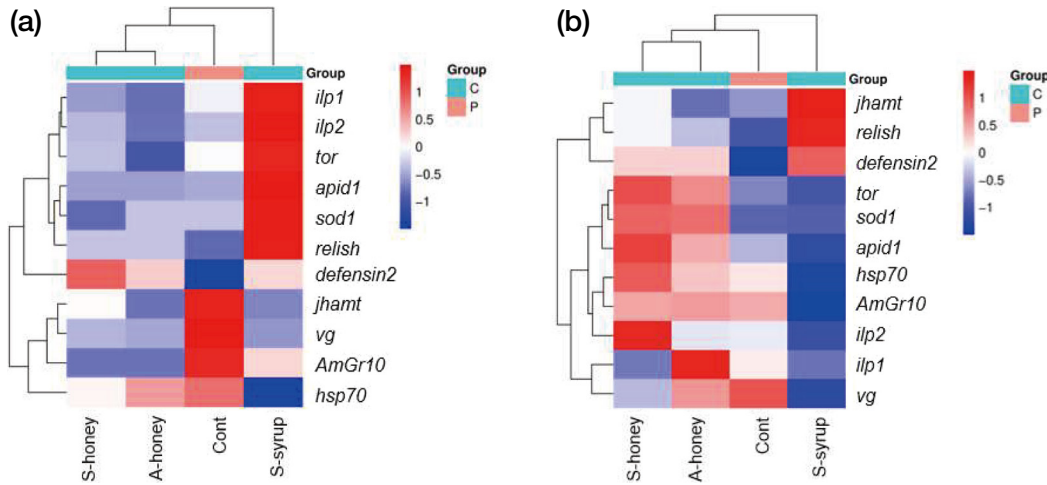 (a)
Group
ilp1
ilp2
tor
apid1
sod1
relish
defensin2
jhamt
vg
AmGr10
hsp70
S-honey
A-honey
Cont
S-syrup
1
0.5
0
−0.5
−1
Group
C
P
(b)
Group
jhamt
relish
defensin2
tor
sod1
apid1
hsp70
AmGr10
ilp2
ilp1
vg
S-honey
A-honey
Cont
S-syrup
1
0.5
0
−0.5
−1
Group
C
P